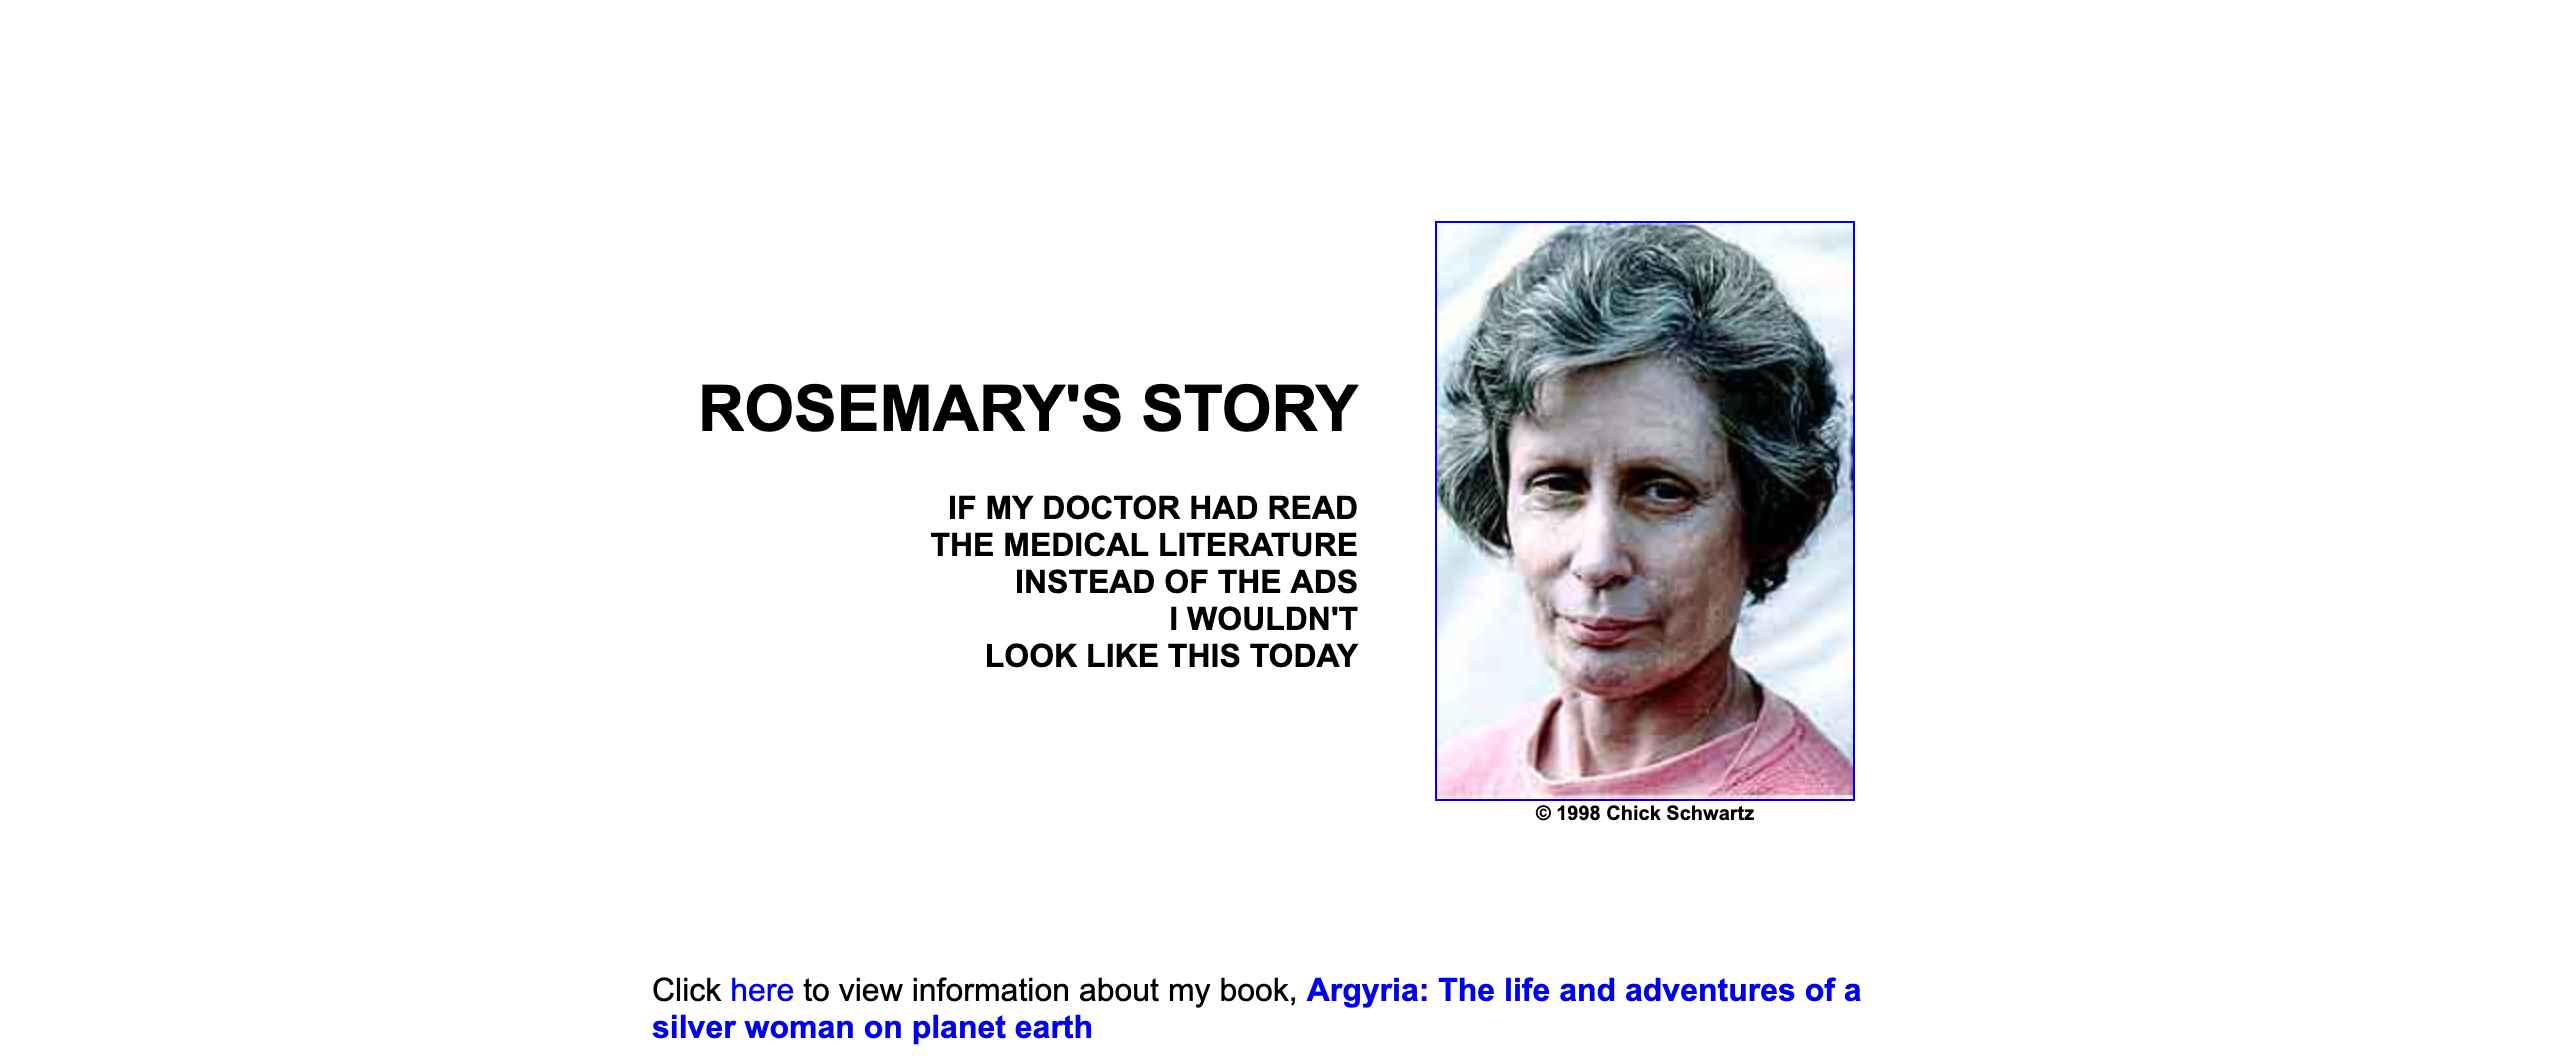 ROSEMARY'S STORY
IF MY DOCTOR HAD READ
THE MEDICAL LITERATURE
INSTEAD OF THE ADS
I WOULDN'T
LOOK LIKE THIS TODAY
© 1998 Chick Schwartz
Click here to view information about my book, Argyria: The life and adventures of a
silver woman on planet earth